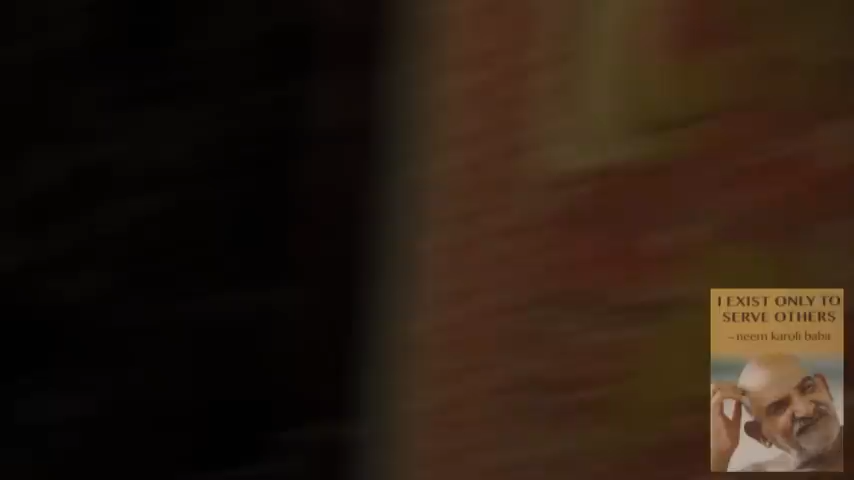 I EXIST ONLY TO
SERVE OTHERS
- neem karoli baba